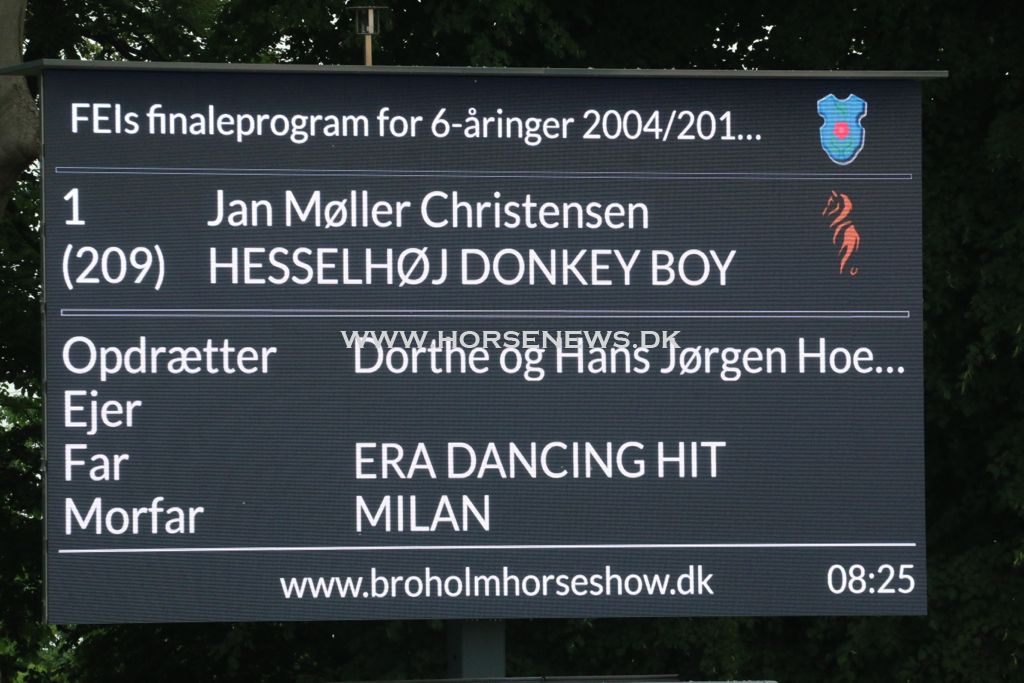 FEIs finaleprogram for 6-åringer 2004/201...
1 Jan Møller Christensen
(209) HESSELHØJ DONKEY BOY
WWW.HORSENEWS.DK
Opdrætter Dorthe og Hans Jørgen Hoe...
Ejer
Far ERA DANCING HIT
Morfar MILAN
www.broholmhorseshow.dk 08:25